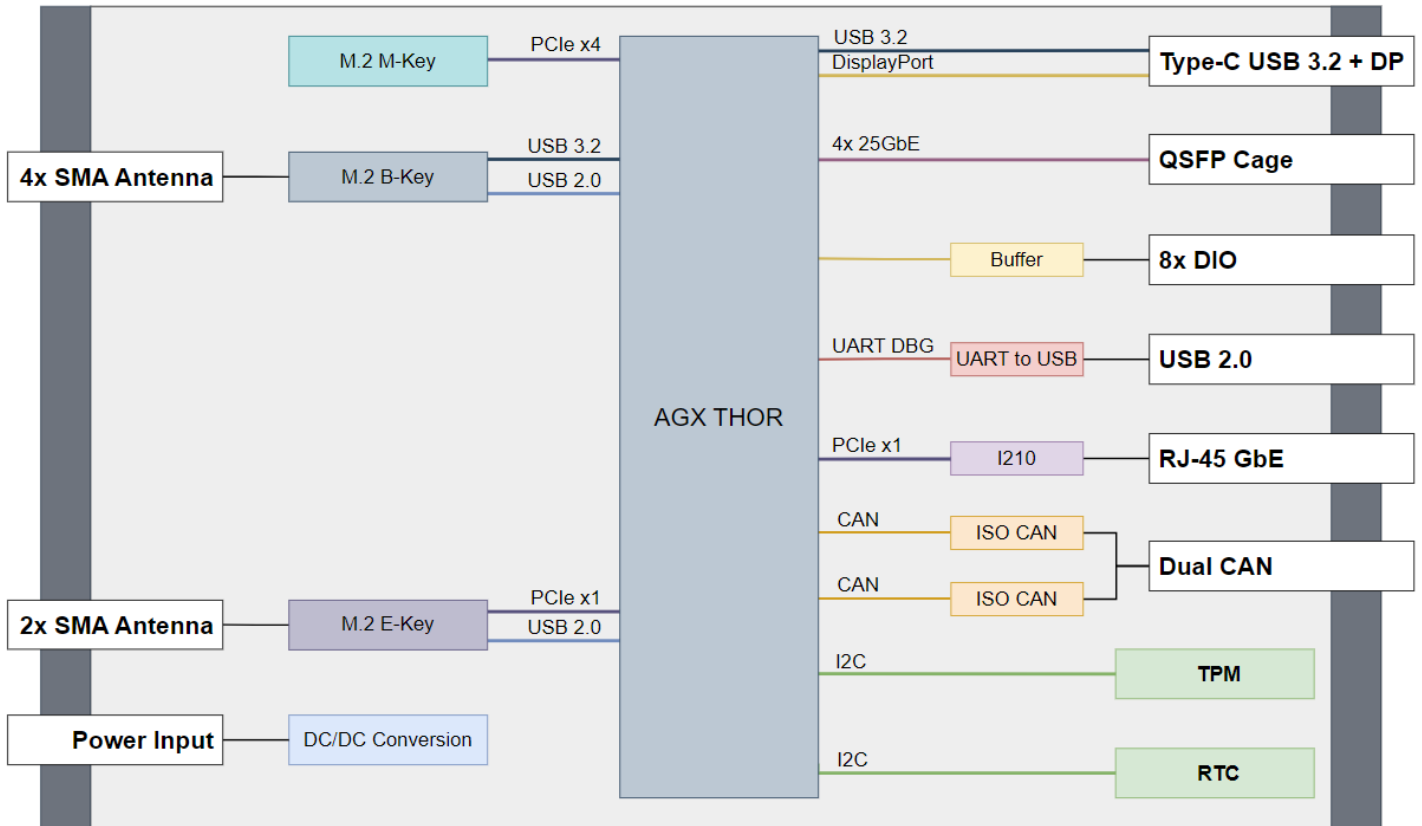 M.2 M-Key
PCIe x4
4x SMA Antenna
M.2 B-Key
USB 3.2
USB 2.0
2x SMA Antenna
M.2 E-Key
PCIe x1
USB 2.0
Power Input
DC/DC Conversion
AGX THOR
USB 3.2
DisplayPort
Type-C USB 3.2 + DP
4x 25GbE
QSFP Cage
Buffer
8x DIO
UART DBG
UART to USB
USB 2.0
PCIe x1
I210
RJ-45 GbE
CAN
ISO CAN
CAN
ISO CAN
Dual CAN
I2C
TPM
I2C
RTC